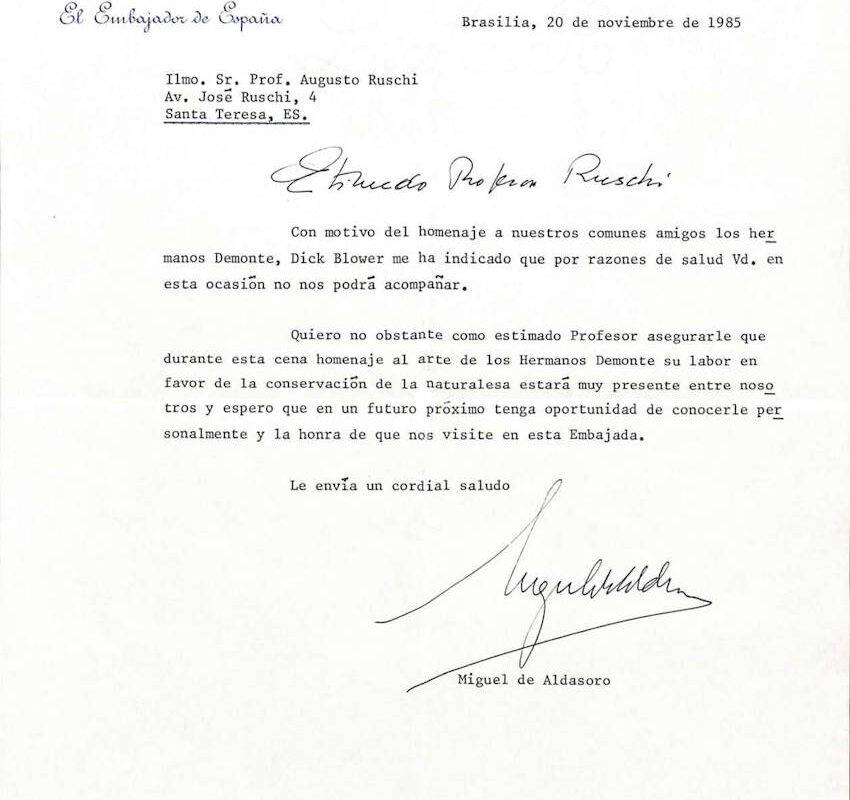 El Embajador de España
Brasilia, 20 de noviembre de 1985
Ilmo. Sr. Prof. Augusto Ruschi
Av. José Ruschi, 4
Santa Teresa, ES.
Estimado Profesor Ruschi
Con motivo del homenaje a nuestros comunes amigos los her
manos Demonte, Dick Blower me ha indicado que por razones de salud Vd. en
esta ocasión no nos podrá acompañar.
Quiero no obstante como estimado Profesor asegurarle que
durante esta cena homenaje al arte de los Hermanos Demonte su labor en
favor de la conservación de la naturalesa estará muy presente entre noso
tros y espero que en un futuro próximo tenga oportunidad de conocerle per
sonalmente y la honra de que nos visite en esta Embajada.
Le envía un cordial saludo
Miguel de Aldasoro